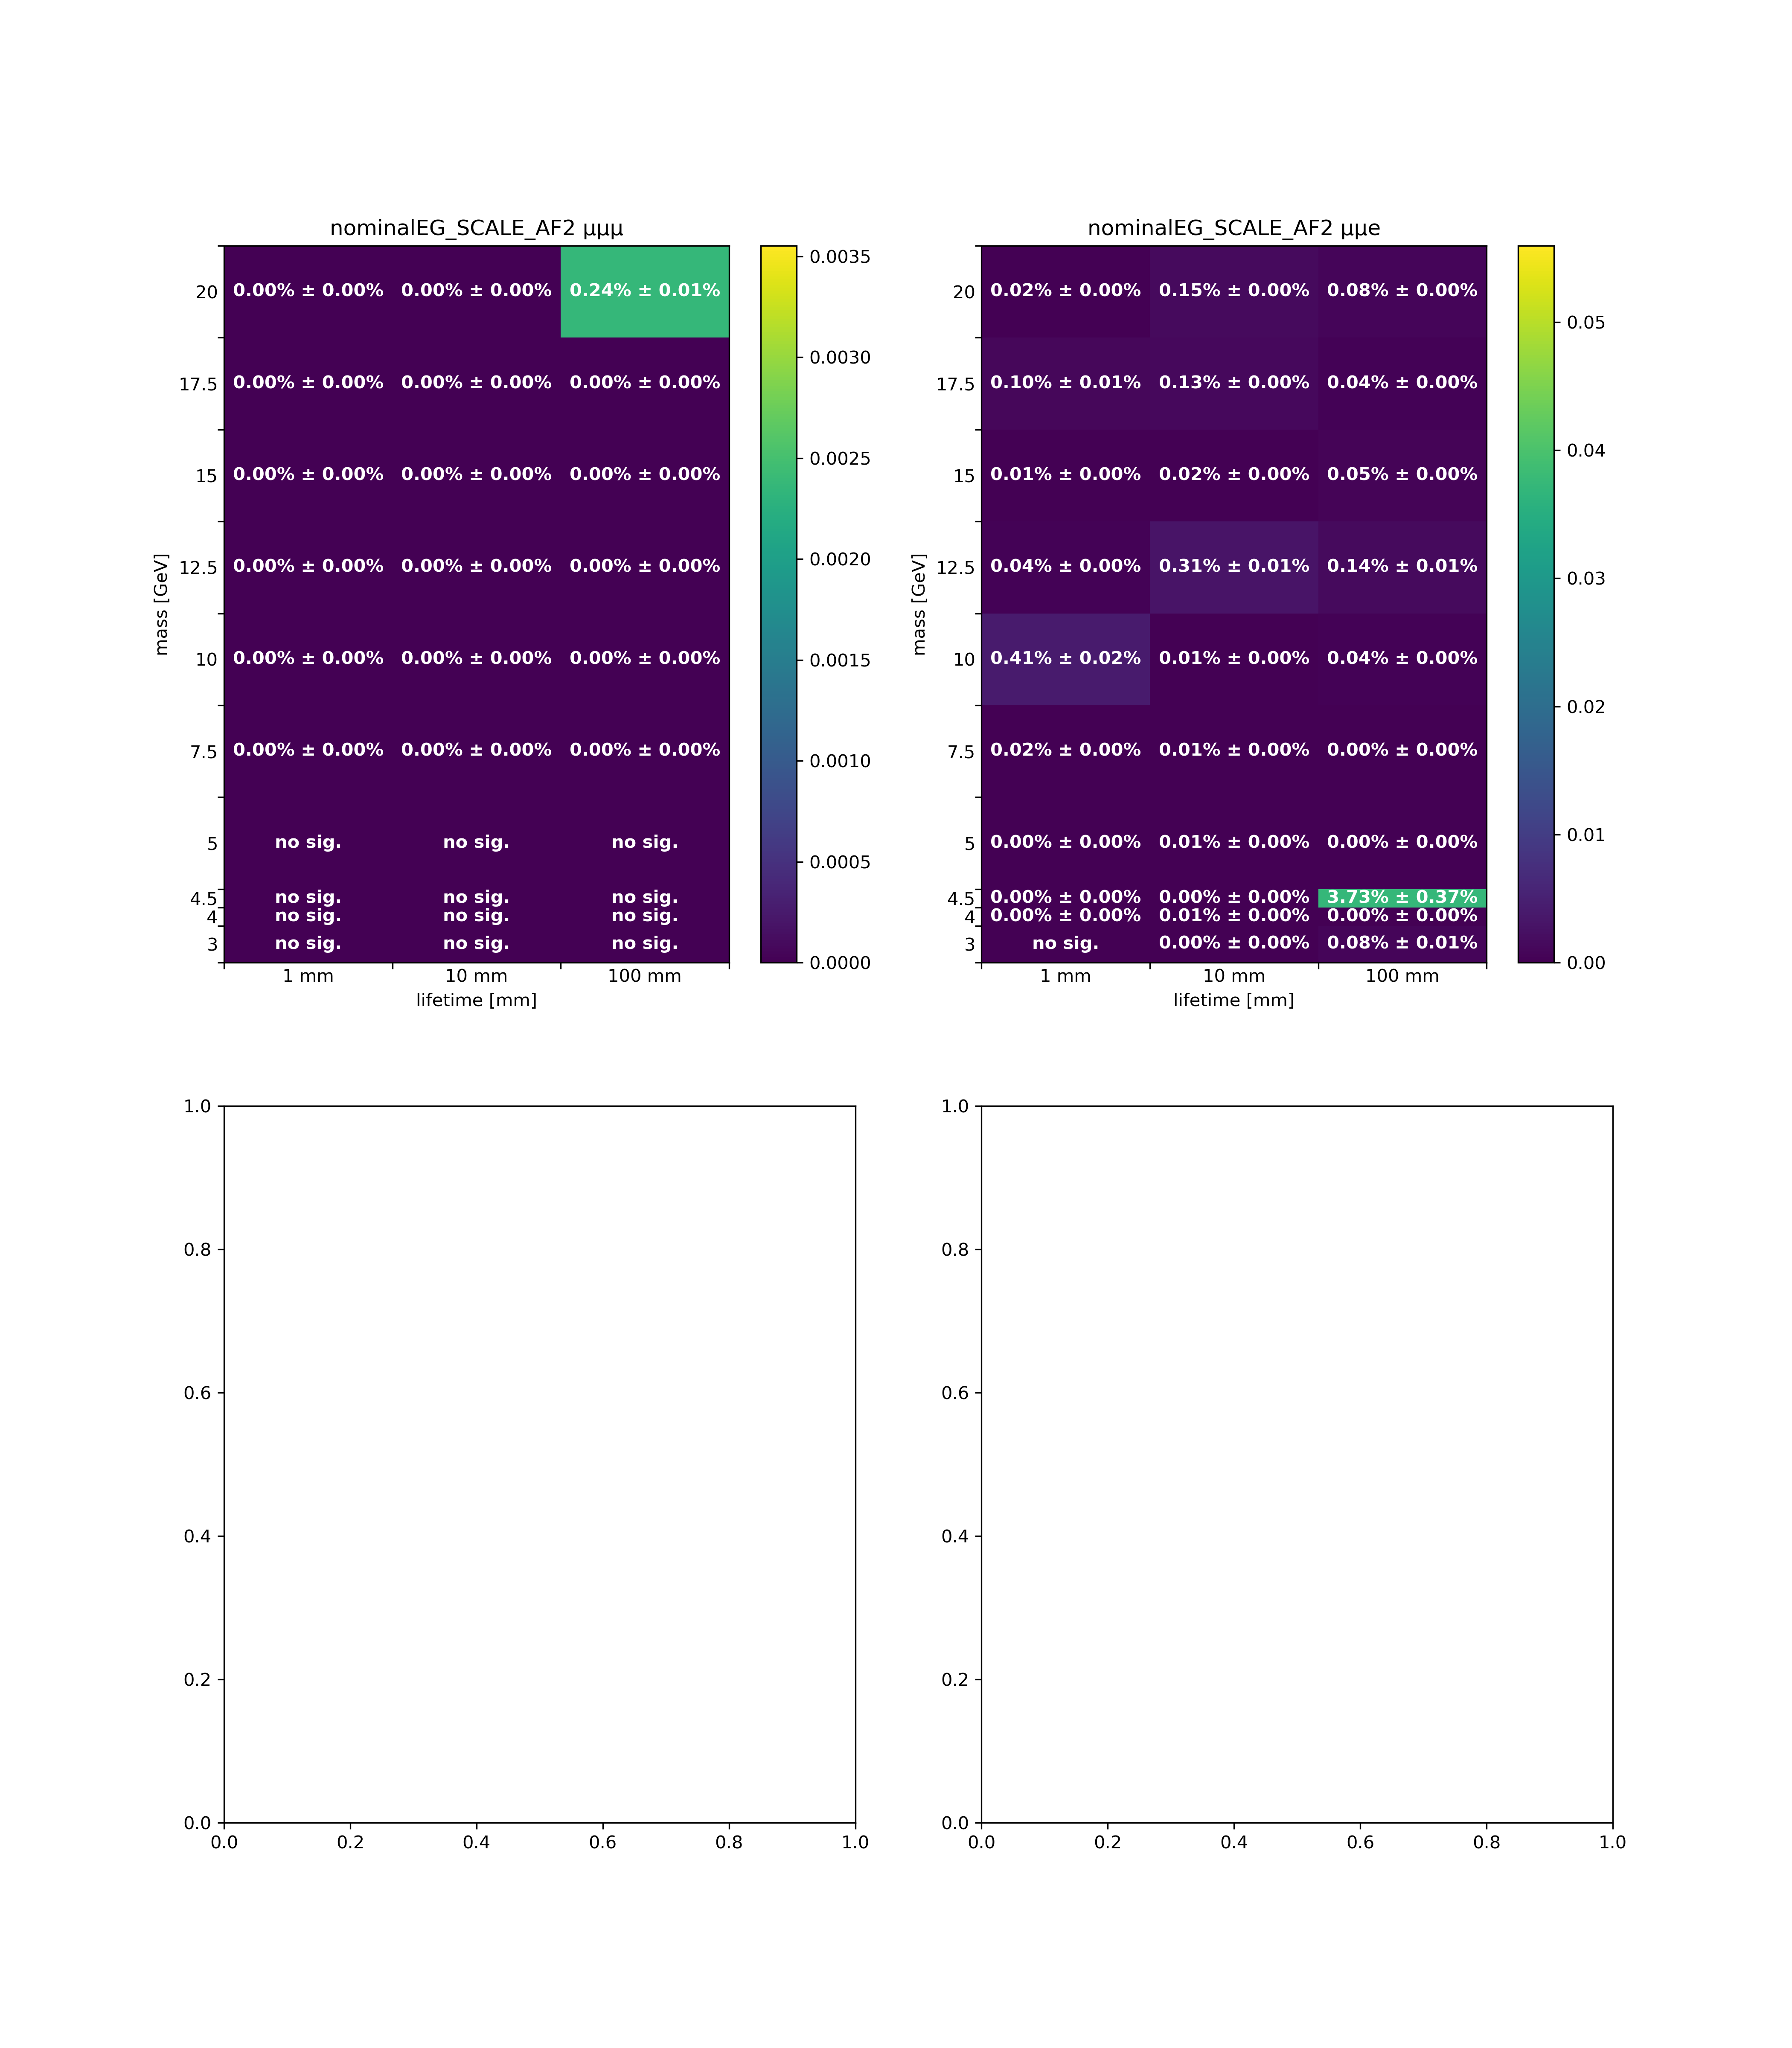 nominalEG_SCALE_AF2 μμμ
20 0.00% ± 0.00% 0.00% ± 0.00% 0.24% ± 0.01%
17.5 0.00% ± 0.00% 0.00% ± 0.00% 0.00% ± 0.00%
15 0.00% ± 0.00% 0.00% ± 0.00% 0.00% ± 0.00%
12.5 0.00% ± 0.00% 0.00% ± 0.00% 0.00% ± 0.00%
10 0.00% ± 0.00% 0.00% ± 0.00% 0.00% ± 0.00%
7.5 0.00% ± 0.00% 0.00% ± 0.00% 0.00% ± 0.00%
5 no sig. no sig. no sig.
4.5 no sig. no sig. no sig.
4 no sig. no sig. no sig.
3 no sig. no sig. no sig.
1 mm 10 mm 100 mm
lifetime [mm]
mass [GeV]
0.0035
0.0030
0.0025
0.0020
0.0015
0.0010
0.0005
0.0000
nominalEG_SCALE_AF2 μμe
20 0.02% ± 0.00% 0.15% ± 0.00% 0.08% ± 0.00%
17.5 0.10% ± 0.01% 0.13% ± 0.00% 0.04% ± 0.00%
15 0.01% ± 0.00% 0.02% ± 0.00% 0.05% ± 0.00%
12.5 0.04% ± 0.00% 0.31% ± 0.01% 0.14% ± 0.01%
10 0.41% ± 0.02% 0.01% ± 0.00% 0.04% ± 0.00%
7.5 0.02% ± 0.00% 0.01% ± 0.00% 0.00% ± 0.00%
5 0.00% ± 0.00% 0.01% ± 0.00% 0.00% ± 0.00%
4.5 0.00% ± 0.00% 0.00% ± 0.00% 3.73% ± 0.37%
4 0.00% ± 0.00% 0.01% ± 0.00% 0.00% ± 0.00%
3 no sig. 0.00% ± 0.00% 0.08% ± 0.01%
1 mm 10 mm 100 mm
lifetime [mm]
mass [GeV]
0.05
0.04
0.03
0.02
0.01
0.00
1.0
0.8
0.6
0.4
0.2
0.0
0.0 0.2 0.4 0.6 0.8 1.0
1.0
0.8
0.6
0.4
0.2
0.0
0.0 0.2 0.4 0.6 0.8 1.0